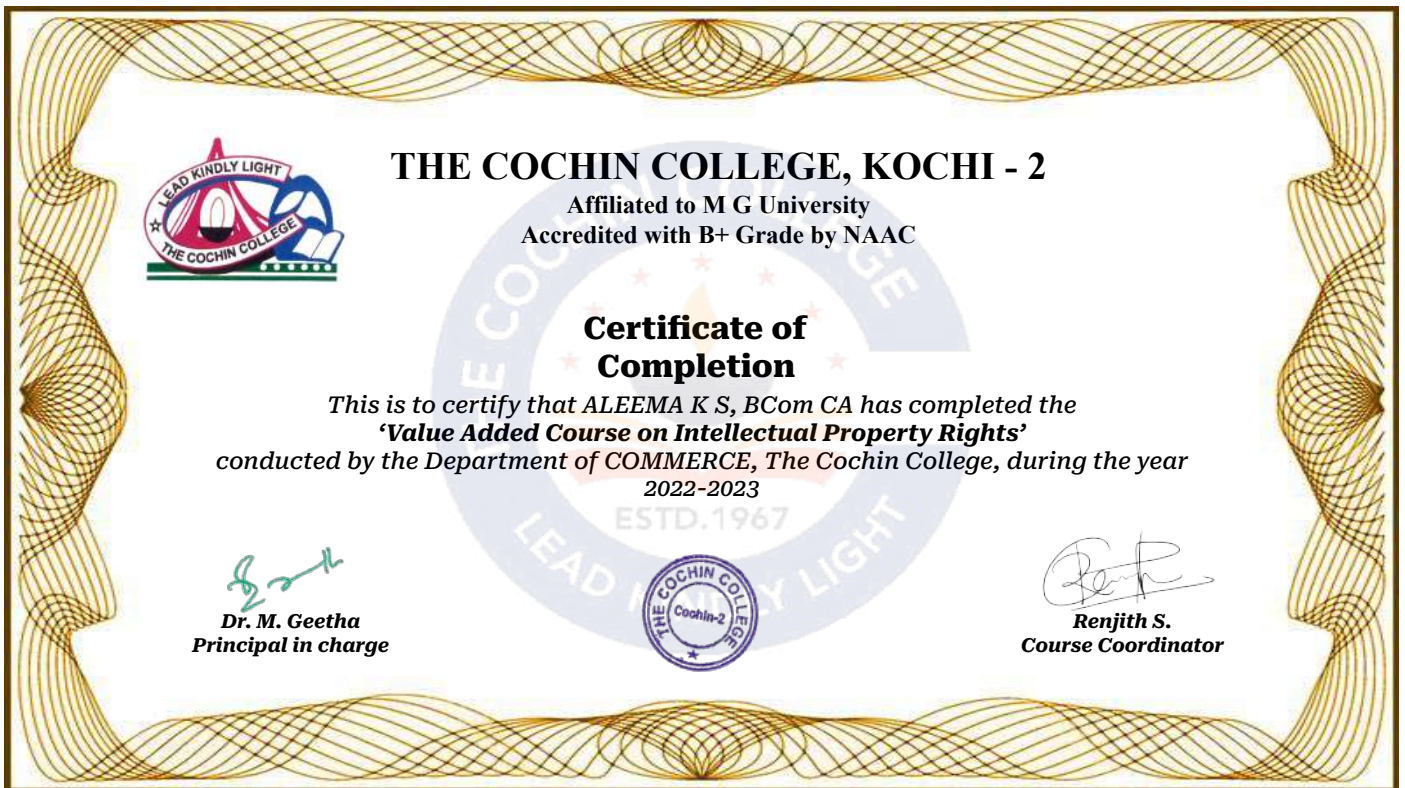 LEAD KINDLY LIGHT
THE COCHIN COLLEGE
THE COCHIN COLLEGE, KOCHI - 2
Affiliated to M G University
Accredited with B+ Grade by NAAC
THE COCHIN COLLEGE
Certificate of
Completion
This is to certify that ALEEMA K S, BCom CA has completed the
‘Value Added Course on Intellectual Property Rights’
conducted by the Department of COMMERCE, The Cochin College, during the year
2022-2023
ESTD.1967
LEAD KINDLY LIGHT
THE COCHIN COLLEGE
Cochin-2
Dr. M. Geetha
Principal in charge
Renjith S.
Course Coordinator